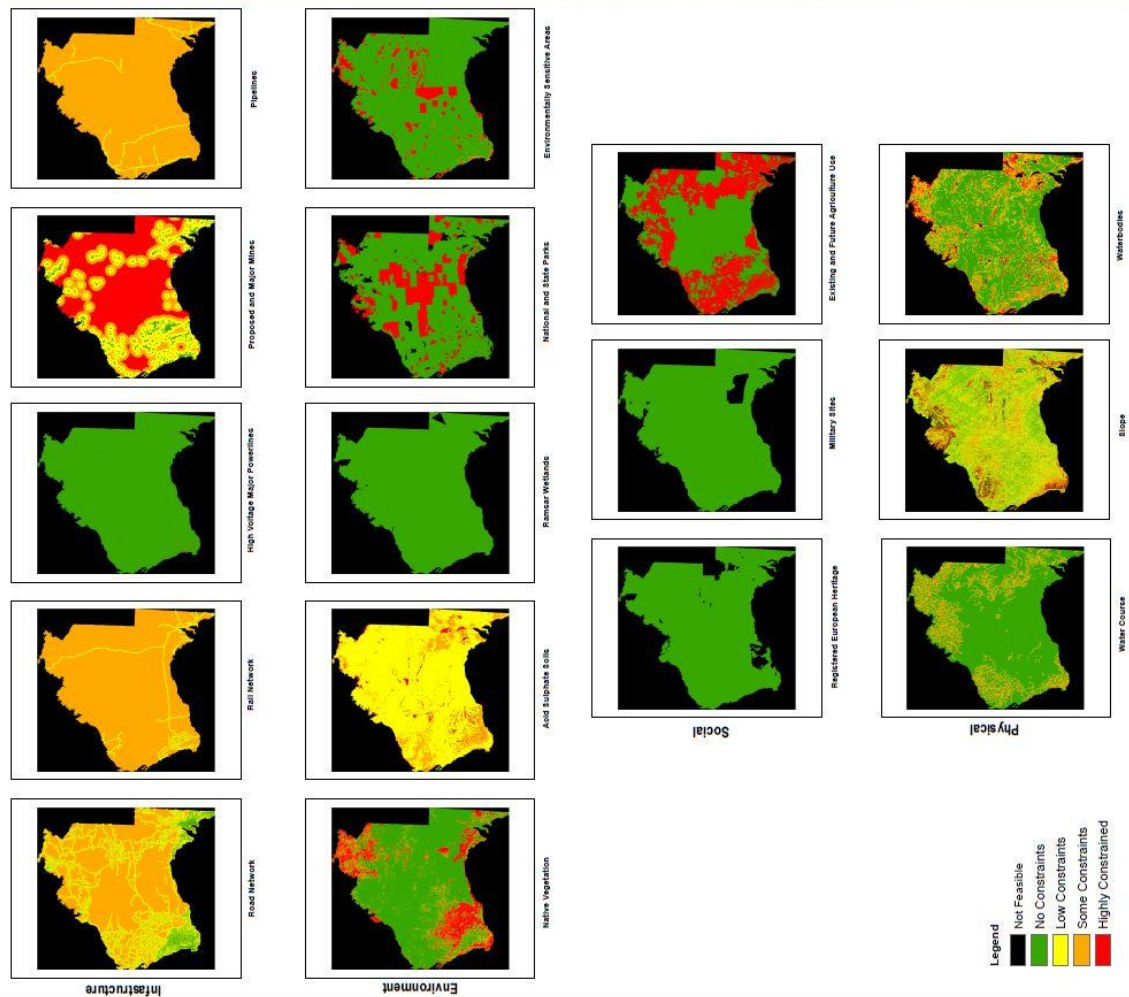 Infrastructure
Road Network
Rail Network
High Voltage Major Powerlines
Proposed and Major Mines
Pipelines
Environment
Native Vegetation
Acid Sulphate Soils
Ramsar Wetlands
National and State Parks
Environmentally Sensitive Areas
Social
Registered European Heritage
Military Sites
Existing and Future Agriculture Use
Physical
Water Course
Slope
Waterbodies
Legend
Not Feasible
No Constraints
Low Constraints
Some Constraints
Highly Constrained